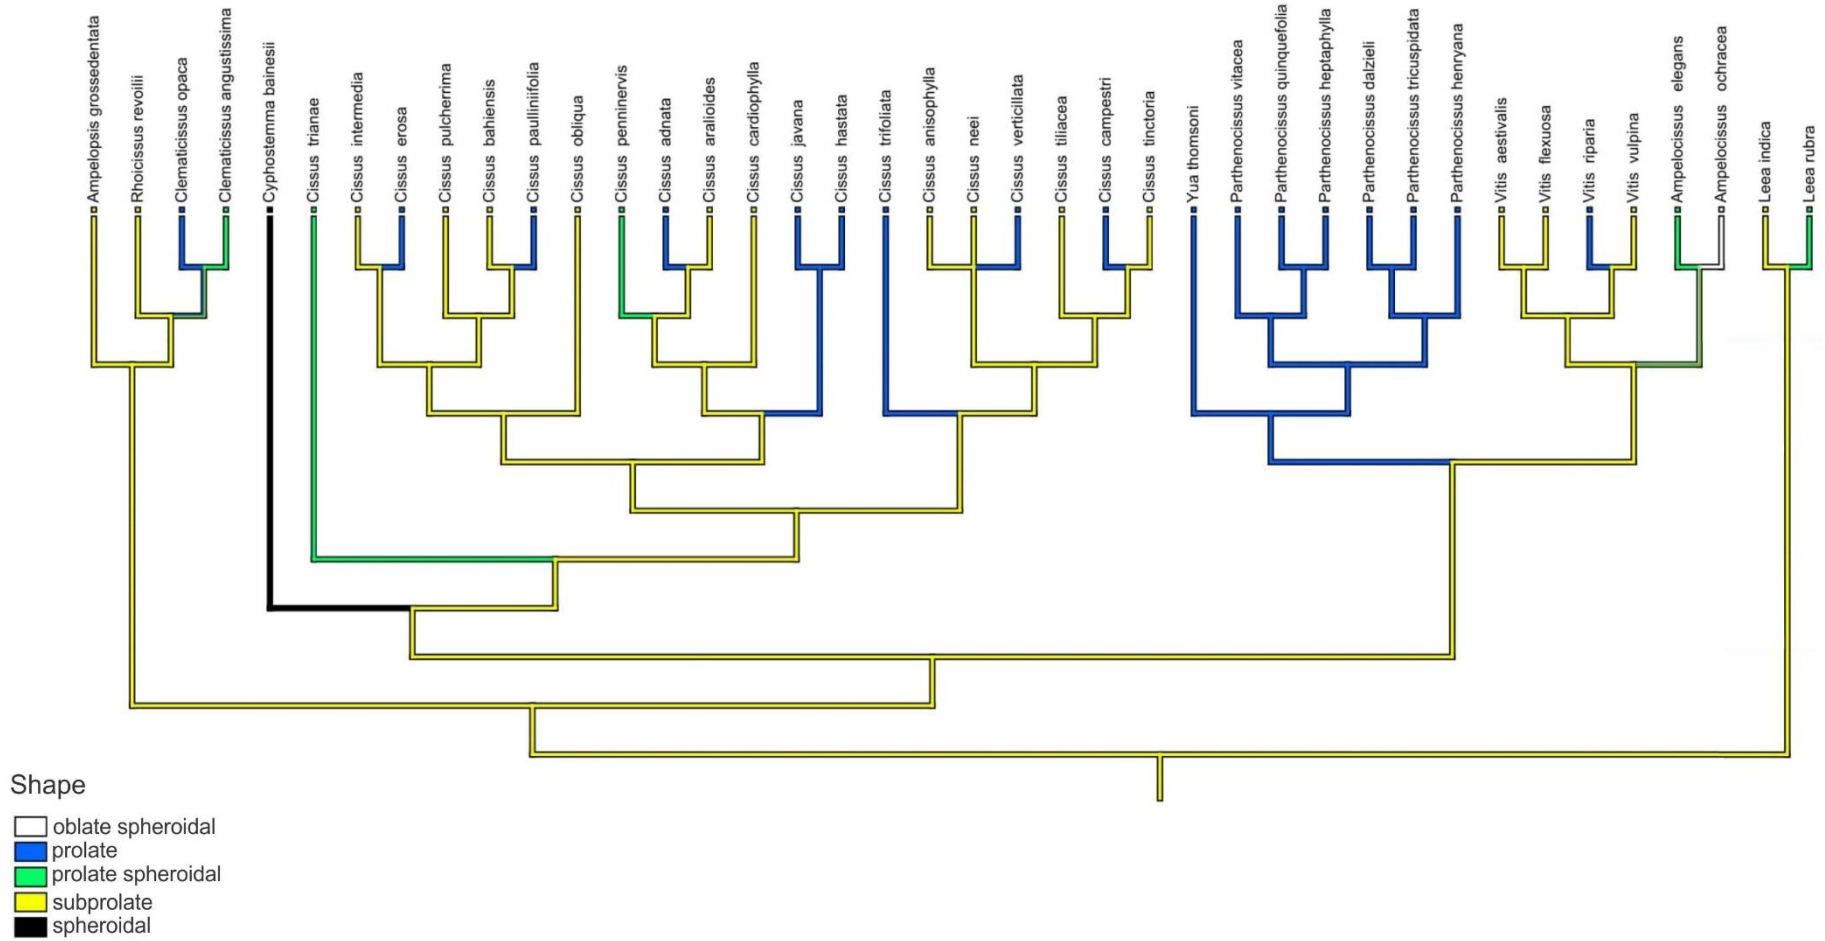 Ampelopsis grossedentata
Rhoicissus revoilii
Clematicissus opaca
Clematicissus angustissima
Cyphostemma bainesii
Cissus trianae
Cissus intermedia
Cissus erosa
Cissus pulcherrima
Cissus bahiensis
Cissus paulliniifolia
Cissus obliqua
Cissus penninervis
Cissus adnata
Cissus aralioides
Cissus cardiophylla
Cissus javana
Cissus hastata
Cissus trifoliata
Cissus anisophylla
Cissus neei
Cissus verticillata
Cissus tiliacea
Cissus campestri
Cissus tinctoria
Yua thomsoni
Parthenocissus vitacea
Parthenocissus quinquefolia
Parthenocissus heptaphylla
Parthenocissus dalzieli
Parthenocissus tricuspidata
Parthenocissus henryana
Vitis aestivalis
Vitis flexuosa
Vitis riparia
Vitis vulpina
Ampelocissus elegans
Ampelocissus ochracea
Leea indica
Leea rubra
Shape
oblate spheroidal
prolate
prolate spheroidal
subprolate
spheroidal